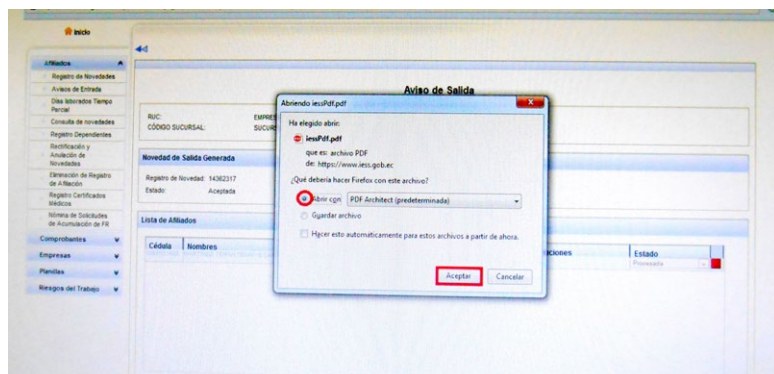 Inicio
Afiliados
Registro de Novedades
Avisos de Entrada
Días laborados Tiempo
Parcial
Consulta de novedades
Registro Dependientes
Rectificación y
Anulación de
Novedades
Eliminación de Registro
de Afiliación
Registro Certificados
Médicos
Nómina de Solicitudes
de Acumulación de FR
Comprobantes
Empresas
Planillas
Riesgos del Trabajo
Aviso de Salida
RUC:
EMPRES
CÓDIGO SUCURSAL:
SUCURS
Novedad de Salida Generada
Registro de Novedad: 14362317
Estado: Aceptada
Lista de Afiliados
Cédula Nombres
ciones
Estado
Procesada
Abriendo iessPdf.pdf
Ha elegido abrir:
iessPdf.pdf
que es: archivo PDF
de: https://www.iess.gob.ec
¿Qué debería hacer Firefox con este archivo?
Abrir con PDF Architect (predeterminada)
Guardar archivo
Hacer esto automáticamente para estos archivos a partir de ahora.
Aceptar
Cancelar